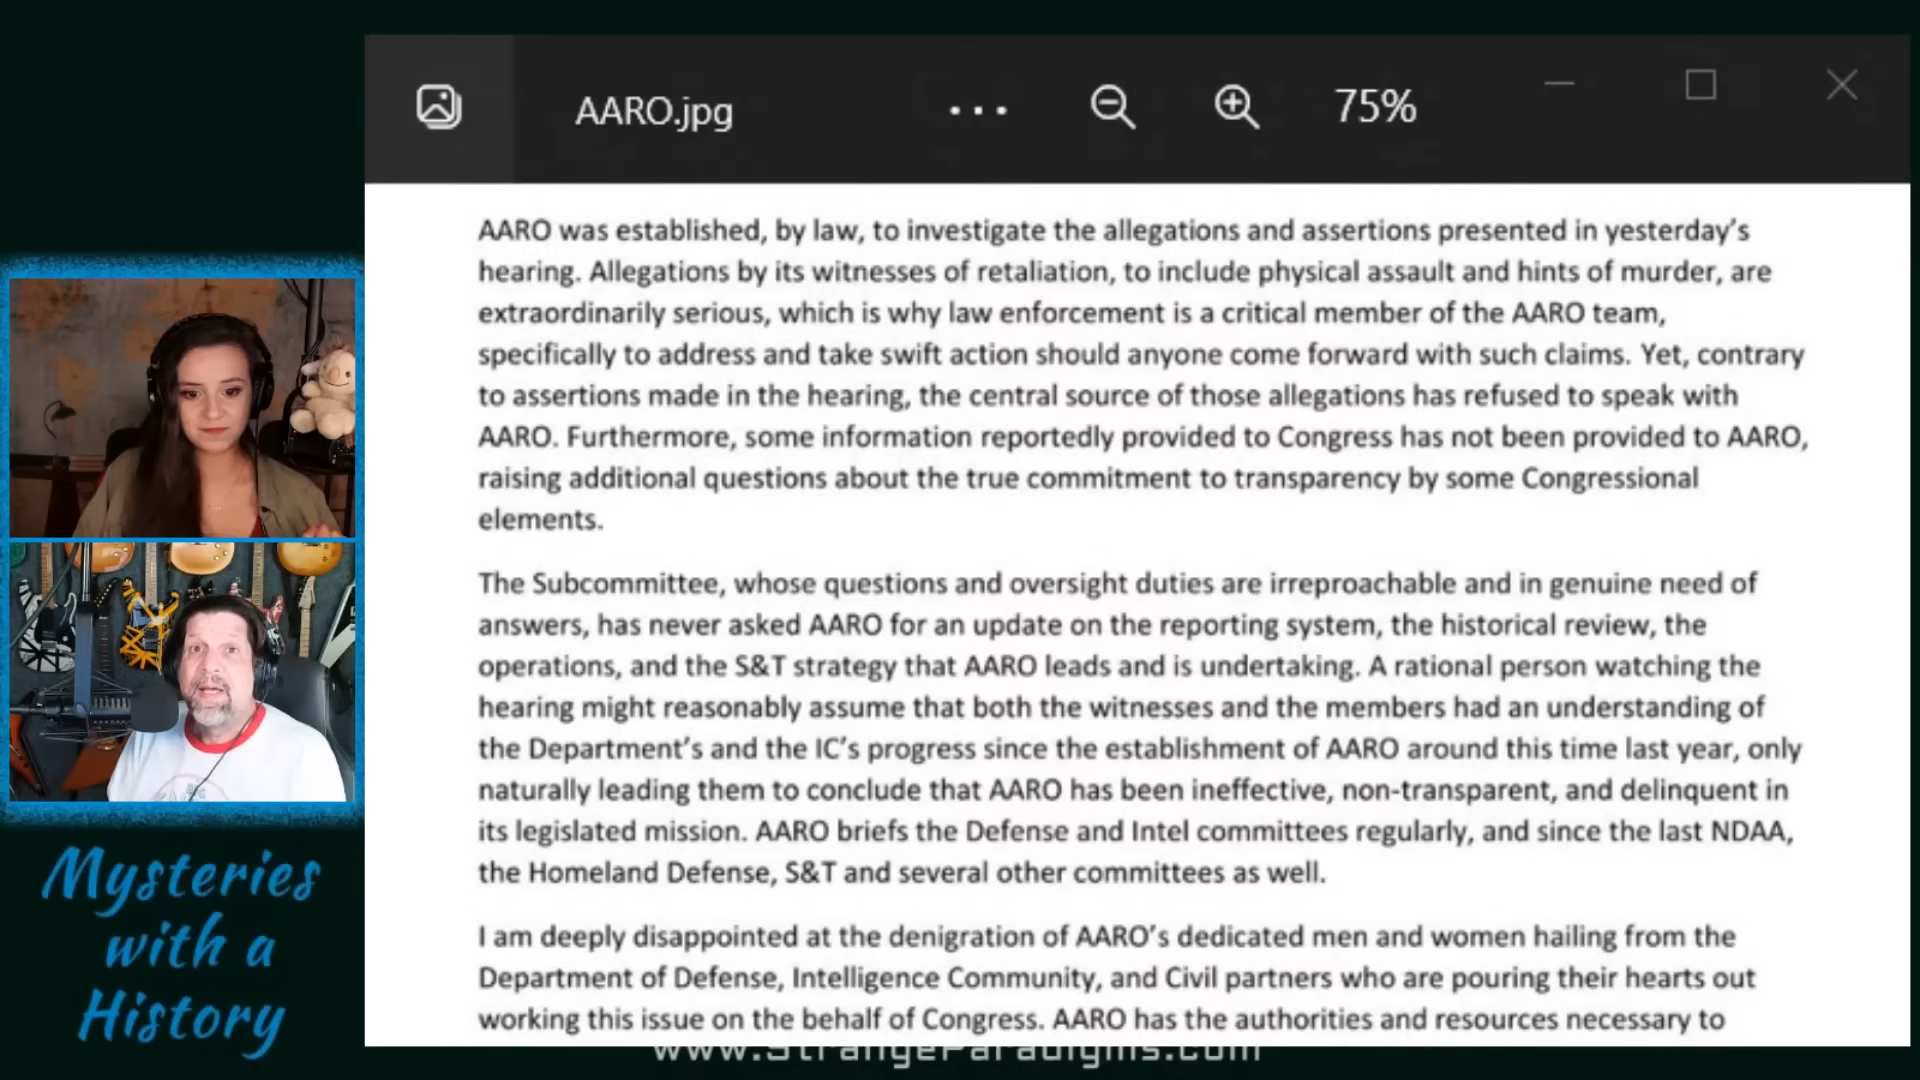 AARO.jpg
75%
AARO was established, by law, to investigate the allegations and assertions presented in yesterday's
hearing. Allegations by its witnesses of retaliation, to include physical assault and hints of murder, are
extraordinarily serious, which is why law enforcement is a critical member of the AARO team,
specifically to address and take swift action should anyone come forward with such claims. Yet, contrary
to assertions made in the hearing, the central source of those allegations has refused to speak with
AARO. Furthermore, some information reportedly provided to Congress has not been provided to AARO,
raising additional questions about the true commitment to transparency by some Congressional
elements.
The Subcommittee, whose questions and oversight duties are irreproachable and in genuine need of
answers, has never asked AARO for an update on the reporting system, the historical review, the
operations, and the S&T strategy that AARO leads and is undertaking. A rational person watching the
hearing might reasonably assume that both the witnesses and the members had an understanding of
the Department's and the IC's progress since the establishment of AARO around this time last year, only
naturally leading them to conclude that AARO has been ineffective, non-transparent, and delinquent in
its legislated mission. AARO briefs the Defense and Intel committees regularly, and since the last NDAA,
the Homeland Defense, S&T and several other committees as well.
I am deeply disappointed at the denigration of AARO's dedicated men and women hailing from the
Department of Defense, Intelligence Community, and Civil partners who are pouring their hearts out
working this issue on the behalf of Congress. AARO has the authorities and resources necessary to
Mysteries
with a
History
www.StrangeParadigms.com